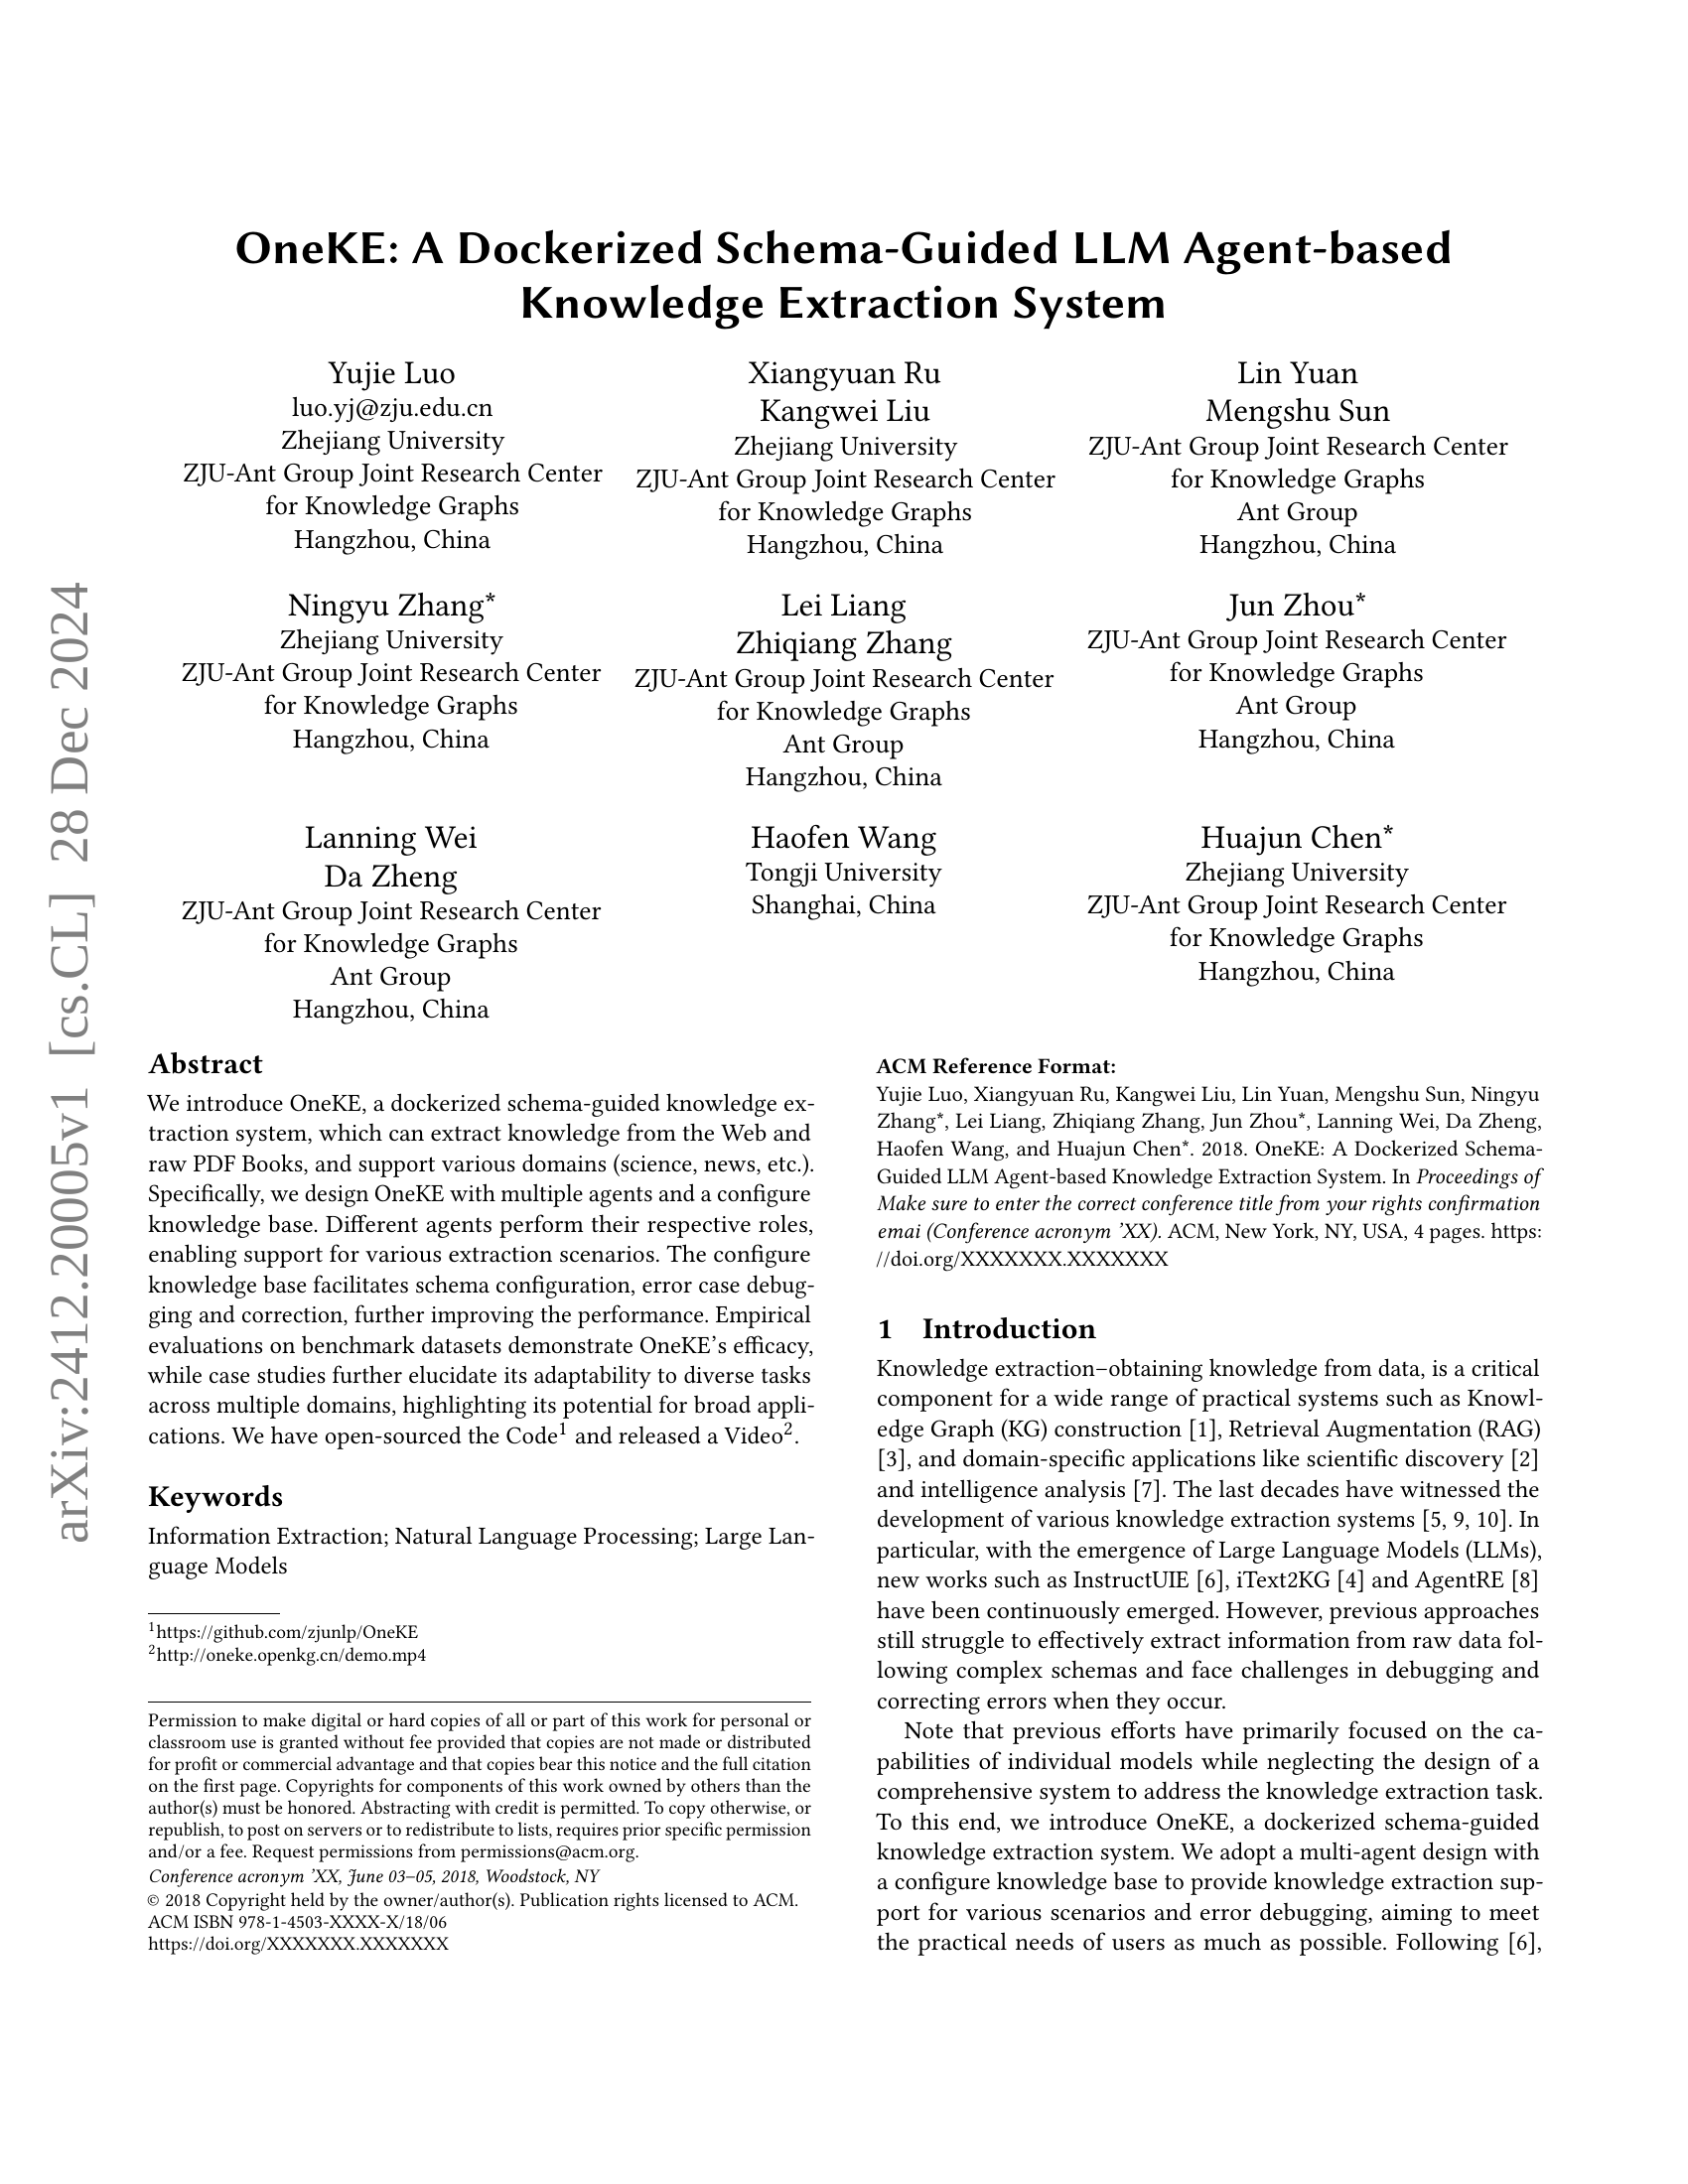 OneKE: A Dockerized Schema-Guided LLM Agent-based
Knowledge Extraction System
Yujie Luo
luo.yj@zju.edu.cn
Zhejiang University
ZJU-Ant Group Joint Research Center
for Knowledge Graphs
Hangzhou, China
Xiangyuan Ru
Kangwei Liu
Zhejiang University
ZJU-Ant Group Joint Research Center
for Knowledge Graphs
Hangzhou, China
Lin Yuan
Mengshu Sun
ZJU-Ant Group Joint Research Center
for Knowledge Graphs
Ant Group
Hangzhou, China
Ningyu Zhang*
Zhejiang University
ZJU-Ant Group Joint Research Center
for Knowledge Graphs
Hangzhou, China
Lei Liang
Zhiqiang Zhang
ZJU-Ant Group Joint Research Center
for Knowledge Graphs
Ant Group
Hangzhou, China
Jun Zhou*
ZJU-Ant Group Joint Research Center
for Knowledge Graphs
Ant Group
Hangzhou, China
Lanning Wei
Da Zheng
ZJU-Ant Group Joint Research Center
for Knowledge Graphs
Ant Group
Hangzhou, China
Haofen Wang
Tongji University
Shanghai, China
Huajun Chen*
Zhejiang University
ZJU-Ant Group Joint Research Center
for Knowledge Graphs
Hangzhou, China
arXiv:2412.20005v1 [cs.CL] 28 Dec 2024
Abstract
We introduce OneKE, a dockerized schema-guided knowledge ex-
traction system, which can extract knowledge from the Web and
raw PDF Books, and support various domains (science, news, etc.).
Specifically, we design OneKE with multiple agents and a configure
knowledge base. Different agents perform their respective roles,
enabling support for various extraction scenarios. The configure
knowledge base facilitates schema configuration, error case debug-
ging and correction, further improving the performance. Empirical
evaluations on benchmark datasets demonstrate OneKE's efficacy,
while case studies further elucidate its adaptability to diverse tasks
across multiple domains, highlighting its potential for broad appli-
cations. We have open-sourced the Code¹ and released a Video².
Keywords
Information Extraction; Natural Language Processing; Large Lan-
guage Models
¹https://github.com/zjunlp/OneKE
²http://oneke.openkg.cn/demo.mp4
Permission to make digital or hard copies of all or part of this work for personal or
classroom use is granted without fee provided that copies are not made or distributed
for profit or commercial advantage and that copies bear this notice and the full citation
on the first page. Copyrights for components of this work owned by others than the
author(s) must be honored. Abstracting with credit is permitted. To copy otherwise, or
republish, to post on servers or to redistribute to lists, requires prior specific permission
and/or a fee. Request permissions from permissions@acm.org.
Conference acronym 'XX, June 03–05, 2018, Woodstock, NY
© 2018 Copyright held by the owner/author(s). Publication rights licensed to ACM.
ACM ISBN 978-1-4503-XXXX-X/18/06
https://doi.org/XXXXXXX.XXXXXXX
ACM Reference Format:
Yujie Luo, Xiangyuan Ru, Kangwei Liu, Lin Yuan, Mengshu Sun, Ningyu
Zhang*, Lei Liang, Zhiqiang Zhang, Jun Zhou*, Lanning Wei, Da Zheng,
Haofen Wang, and Huajun Chen*. 2018. OneKE: A Dockerized Schema-
Guided LLM Agent-based Knowledge Extraction System. In Proceedings of
Make sure to enter the correct conference title from your rights confirmation
emai (Conference acronym 'XX). ACM, New York, NY, USA, 4 pages. https:
//doi.org/XXXXXXX.XXXXXXX
1 Introduction
Knowledge extraction–obtaining knowledge from data, is a critical
component for a wide range of practical systems such as Knowl-
edge Graph (KG) construction [1], Retrieval Augmentation (RAG)
[3], and domain-specific applications like scientific discovery [2]
and intelligence analysis [7]. The last decades have witnessed the
development of various knowledge extraction systems [5, 9, 10]. In
particular, with the emergence of Large Language Models (LLMs),
new works such as InstructUIE [6], iText2KG [4] and AgentRE [8]
have been continuously emerged. However, previous approaches
still struggle to effectively extract information from raw data fol-
lowing complex schemas and face challenges in debugging and
correcting errors when they occur.
Note that previous efforts have primarily focused on the ca-
pabilities of individual models while neglecting the design of a
comprehensive system to address the knowledge extraction task.
To this end, we introduce OneKE, a dockerized schema-guided
knowledge extraction system. We adopt a multi-agent design with
a configure knowledge base to provide knowledge extraction sup-
port for various scenarios and error debugging, aiming to meet
the practical needs of users as much as possible. Following [6],